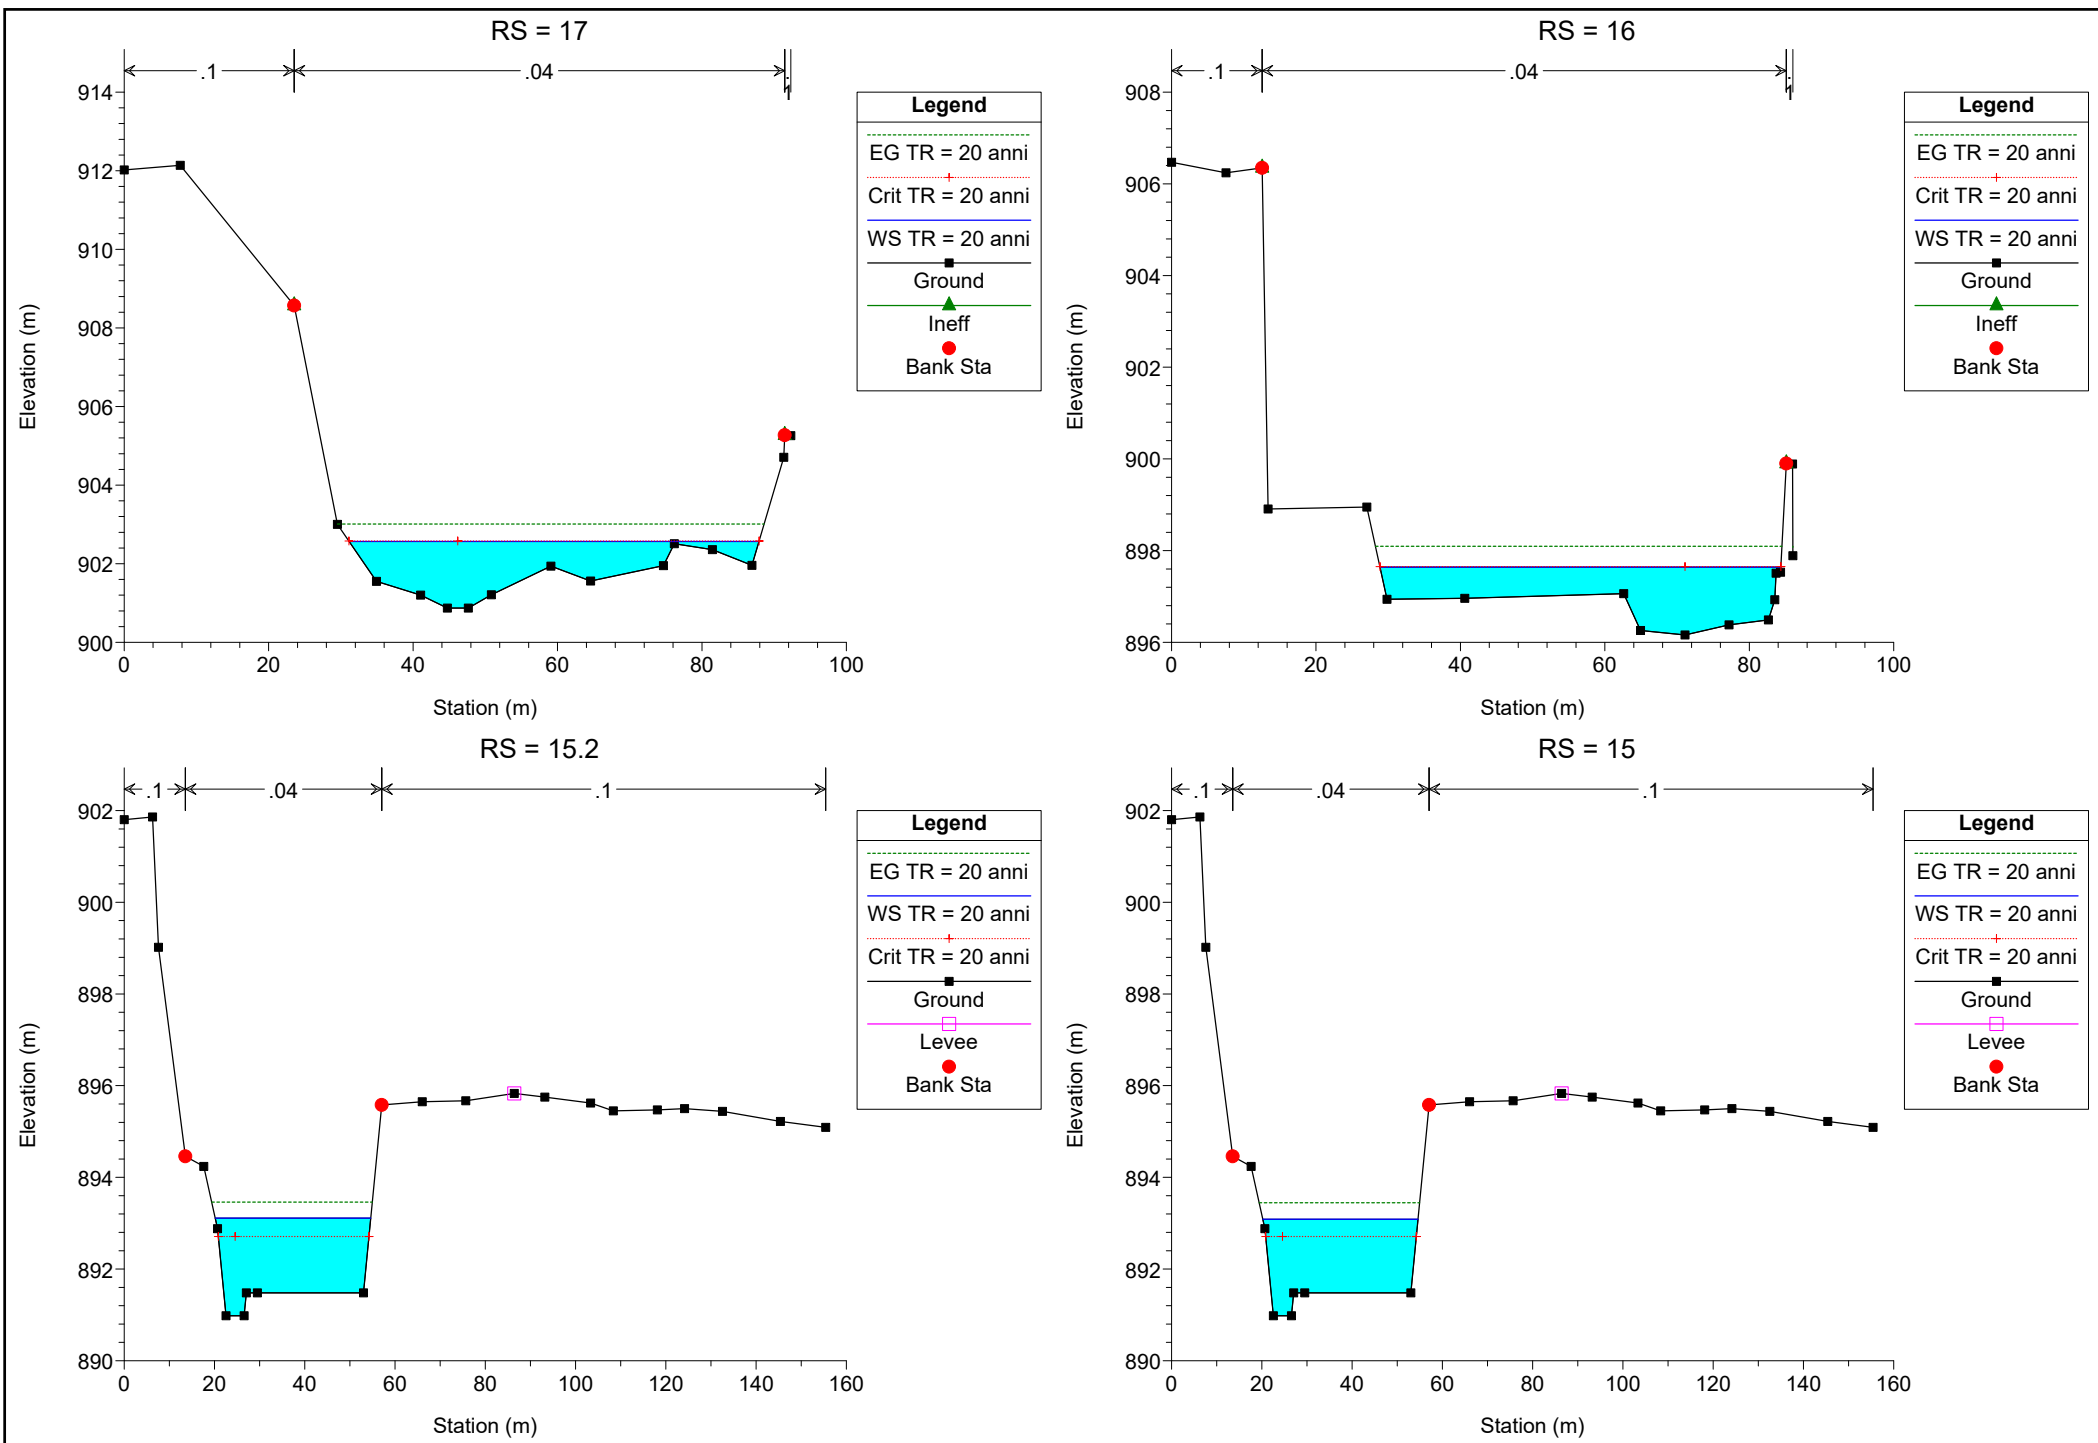 RS = 17
.1
.04
.1
914
912
910
908
906
904
902
900
0
20
40
60
80
100
Elevation (m)
Station (m)
Legend
EG TR = 20 anni
Crit TR = 20 anni
WS TR = 20 anni
Ground
Ineff
Bank Sta
RS = 16
.1
.04
.1
908
906
904
902
900
898
896
0
20
40
60
80
100
Elevation (m)
Station (m)
Legend
EG TR = 20 anni
Crit TR = 20 anni
WS TR = 20 anni
Ground
Ineff
Bank Sta
RS = 15.2
.1
.04
.1
902
900
898
896
894
892
890
0
20
40
60
80
100
120
140
160
Elevation (m)
Station (m)
Legend
EG TR = 20 anni
WS TR = 20 anni
Crit TR = 20 anni
Ground
Levee
Bank Sta
RS = 15
.1
.04
.1
902
900
898
896
894
892
890
0
20
40
60
80
100
120
140
160
Elevation (m)
Station (m)
Legend
EG TR = 20 anni
WS TR = 20 anni
Crit TR = 20 anni
Ground
Levee
Bank Sta